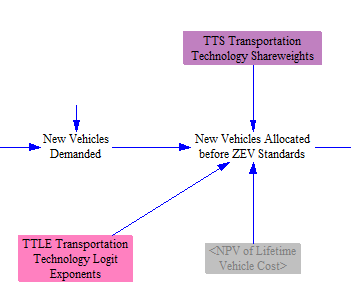 TTS Transportation
Technology Shareweights
New Vehicles
Demanded
New Vehicles Allocated
before ZEV Standards
TTLE Transportation
Technology Logit
Exponents
<NPV of Lifetime
Vehicle Cost>